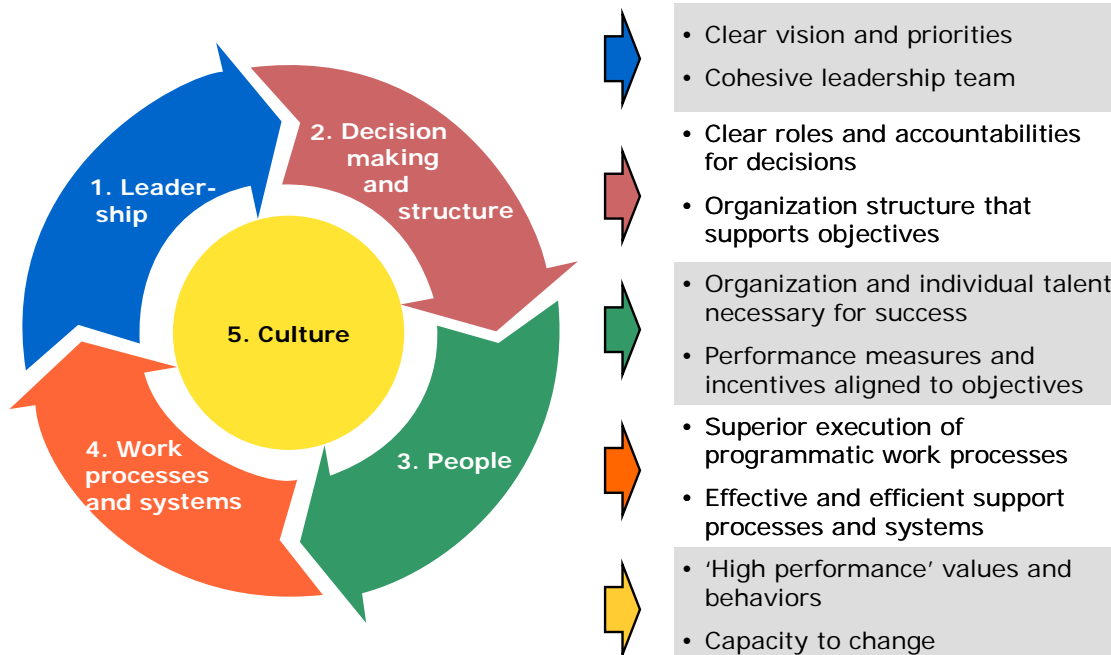 1. Leader-
ship
2. Decision
making
and
structure
3. People
4. Work
processes
and systems
5. Culture
• Clear vision and priorities
• Cohesive leadership team
• Clear roles and accountabilities
for decisions
• Organization structure that
supports objectives
• Organization and individual talent
necessary for success
• Performance measures and
incentives aligned to objectives
• Superior execution of
programmatic work processes
• Effective and efficient support
processes and systems
• ‘High performance’ values and
behaviors
• Capacity to change